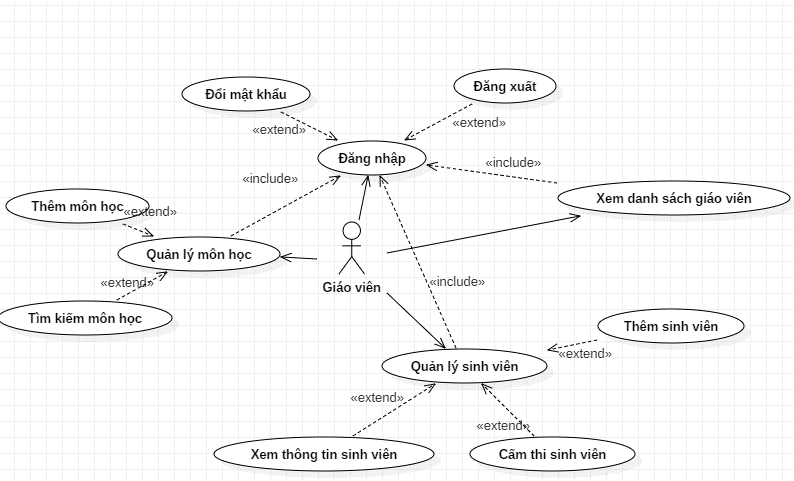 Đổi mật khẩu
Đăng xuất
«extend»
«extend»
Đăng nhập
«include»
«include»
Xem danh sách giáo viên
Thêm môn học
«extend»
Quản lý môn học
«extend»
Giáo viên
«include»
Tìm kiếm môn học
Thêm sinh viên
«extend»
Quản lý sinh viên
«extend»
«extend»
Xem thông tin sinh viên
Cấm thi sinh viên